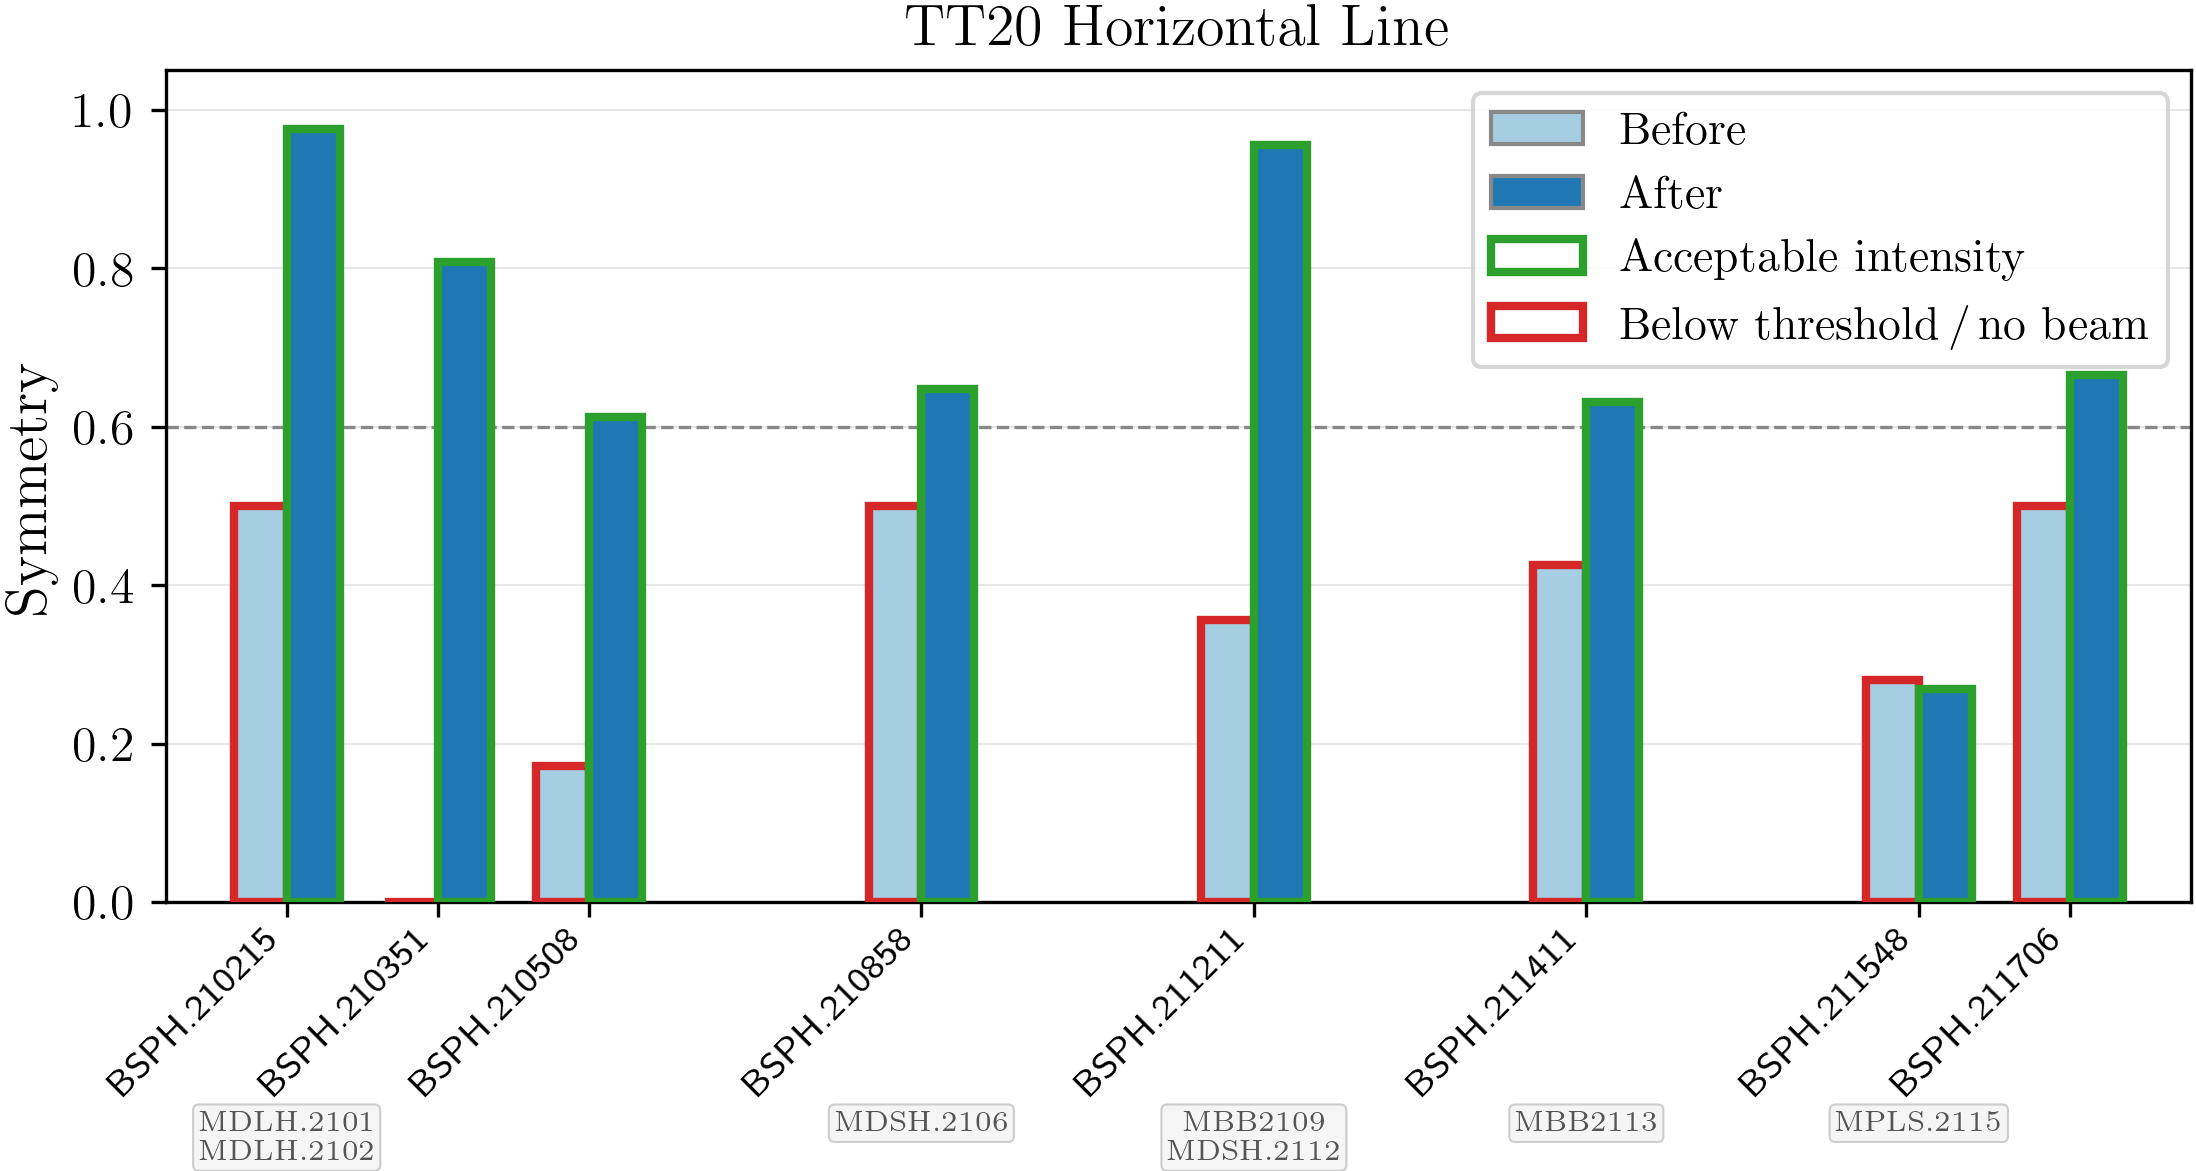 TT20 Horizontal Line
Symmetry
1.0
0.8
0.6
0.4
0.2
0.0
Before
After
Acceptable intensity
Below threshold / no beam
BSPH.210215
BSPH.210351
BSPH.210508
BSPH.210858
BSPH.211211
BSPH.211411
BSPH.211548
BSPH.211706
MDLH.2101
MDLH.2102
MDSH.2106
MBB2109
MDSH.2112
MBB2113
MPLS.2115